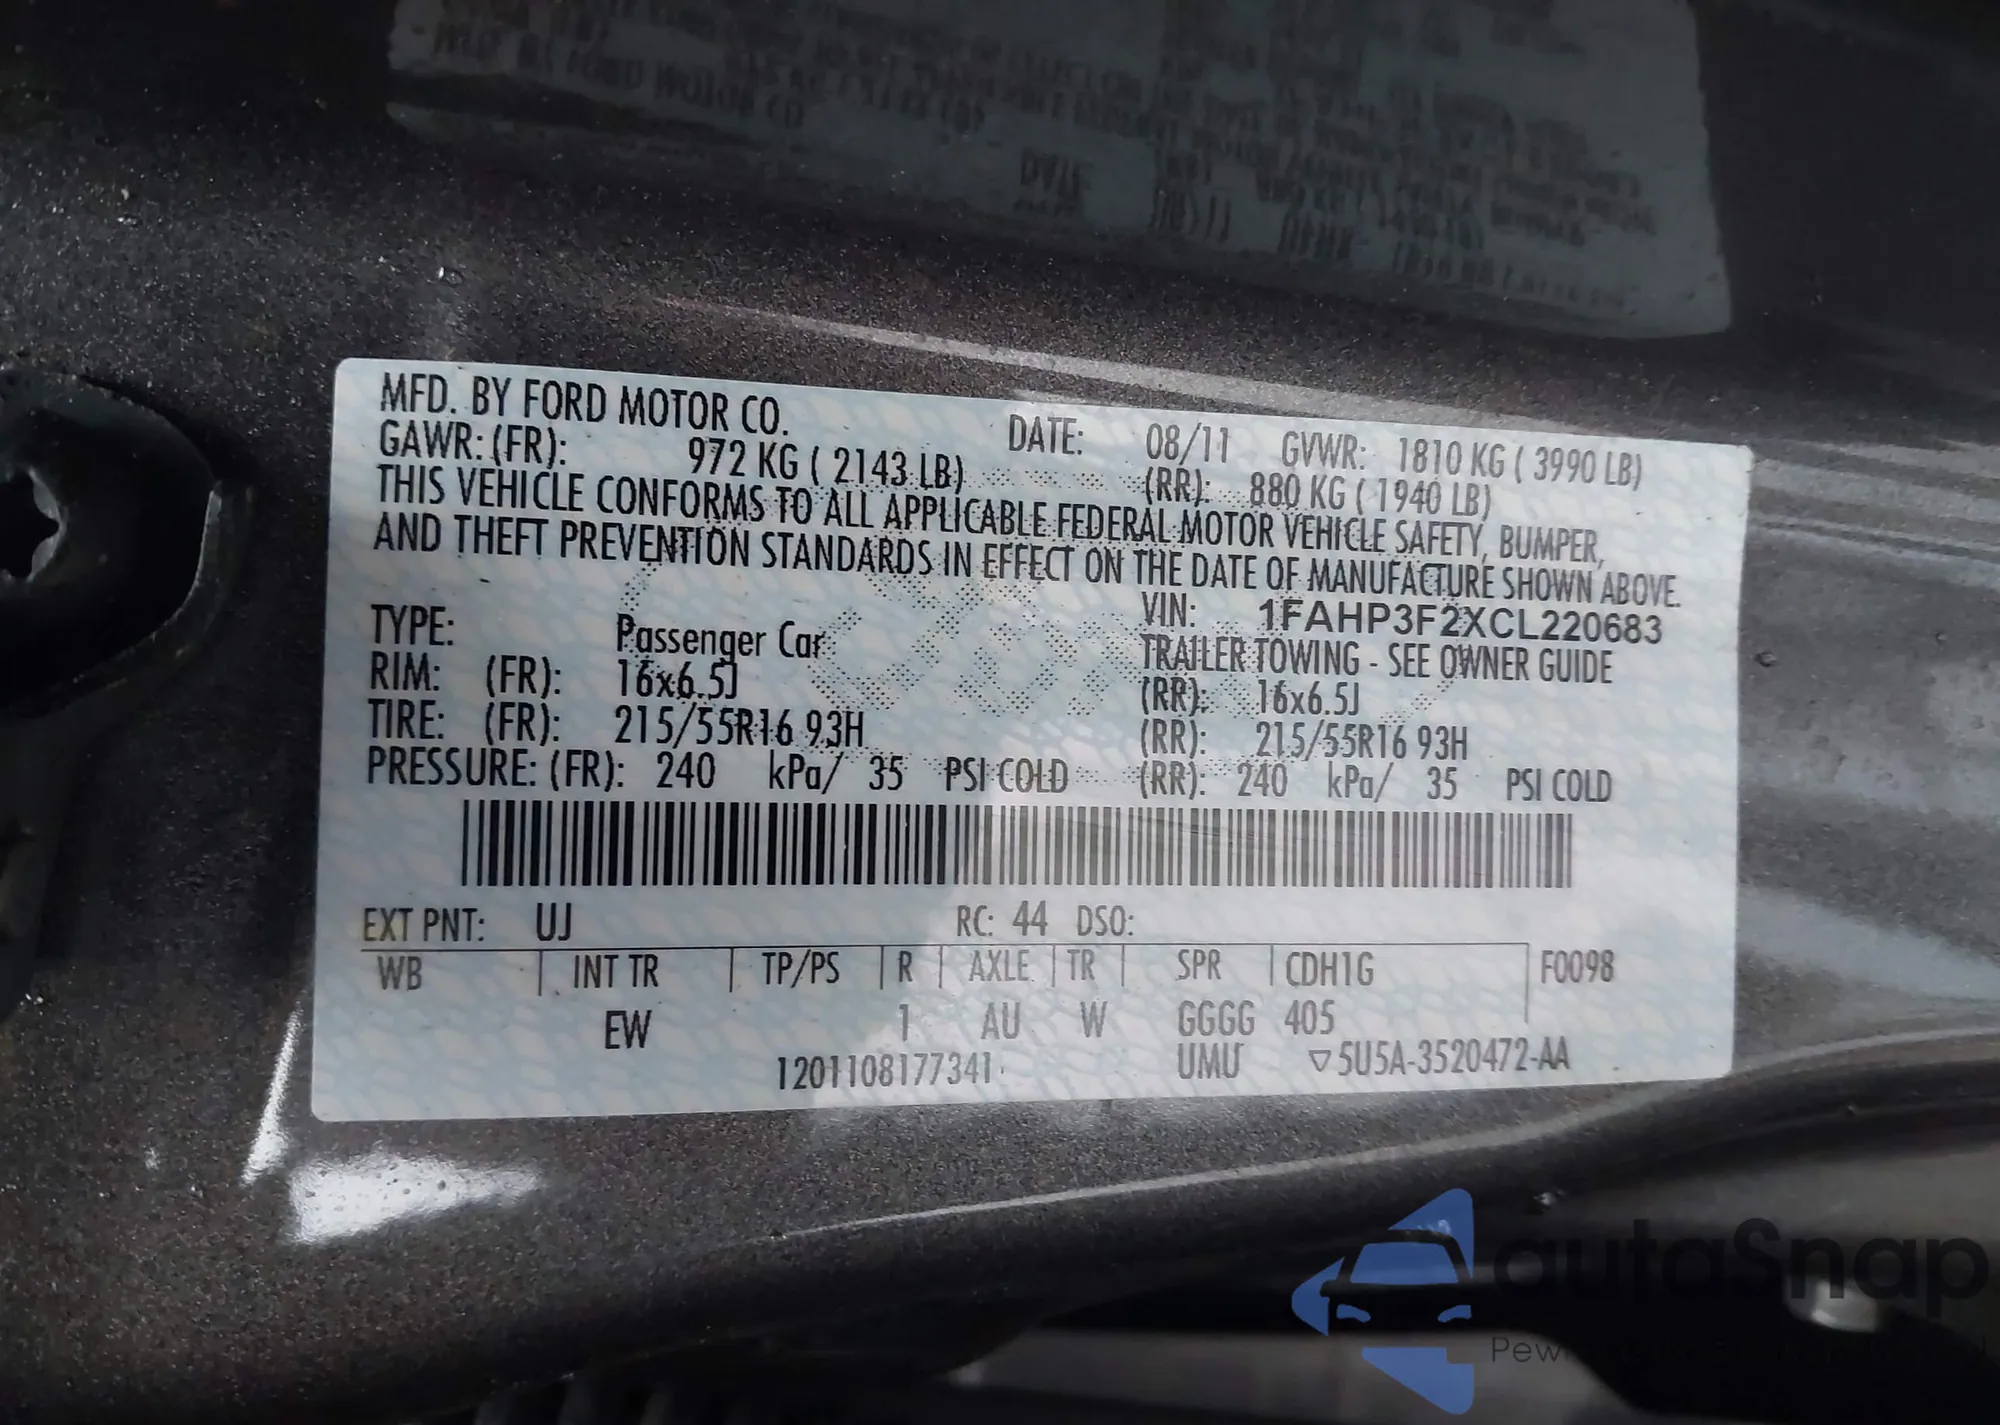 MFD. BY FORD MOTOR CO. DATE: 08/11 GVWR: 1810 KG ( 3990 LB)
GAWR: (FR): 972 KG ( 2143 LB) (RR): 880 KG ( 1940 LB)
THIS VEHICLE CONFORMS TO ALL APPLICABLE FEDERAL MOTOR VEHICLE SAFETY, BUMPER,
AND THEFT PREVENTION STANDARDS IN EFFECT ON THE DATE OF MANUFACTURE SHOWN ABOVE.
VIN: 1FAHP3F2XCL220683
TYPE: Passenger Car TRAILER TOWING - SEE OWNER GUIDE
RIM: (FR): 16x6.5J (RR): 16x6.5J
TIRE: (FR): 215/55R16 93H (RR): 215/55R16 93H
PRESSURE: (FR): 240 kPa/ 35 PSI COLD (RR): 240 kPa/ 35 PSI COLD
EXT PNT: UJ RC: 44 DSO:
WB INT TR TP/PS R AXLE TR SPR CDH1G F0098
EW 1 AU W GGGG 405
1201108177341 UMU ▽5U5A-3520472-AA
autoSnap